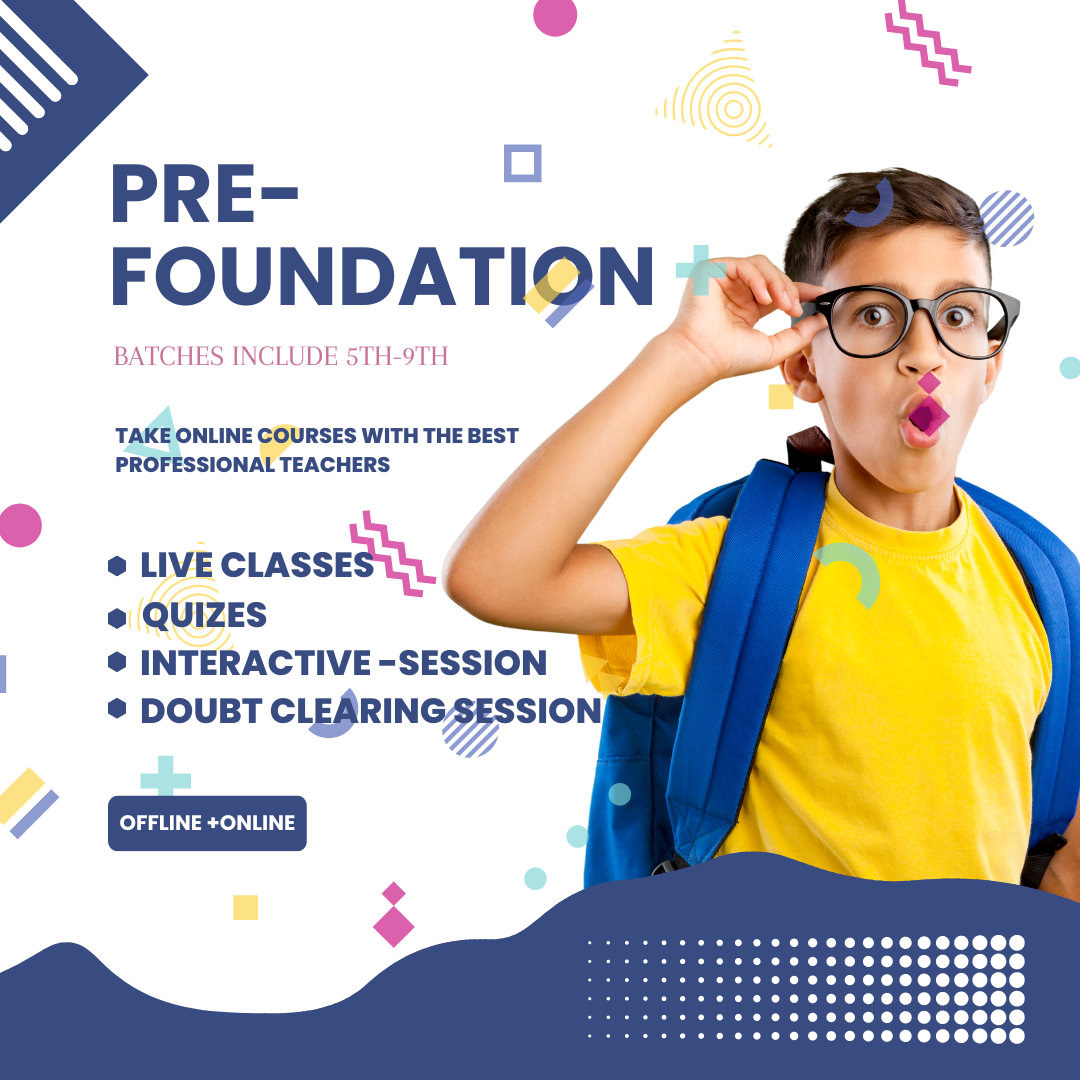 PRE-
FOUNDATION
BATCHES INCLUDE 5TH-9TH
TAKE ONLINE COURSES WITH THE BEST
PROFESSIONAL TEACHERS
LIVE CLASSES
QUIZES
INTERACTIVE -SESSION
DOUBT CLEARING SESSION
OFFLINE +ONLINE